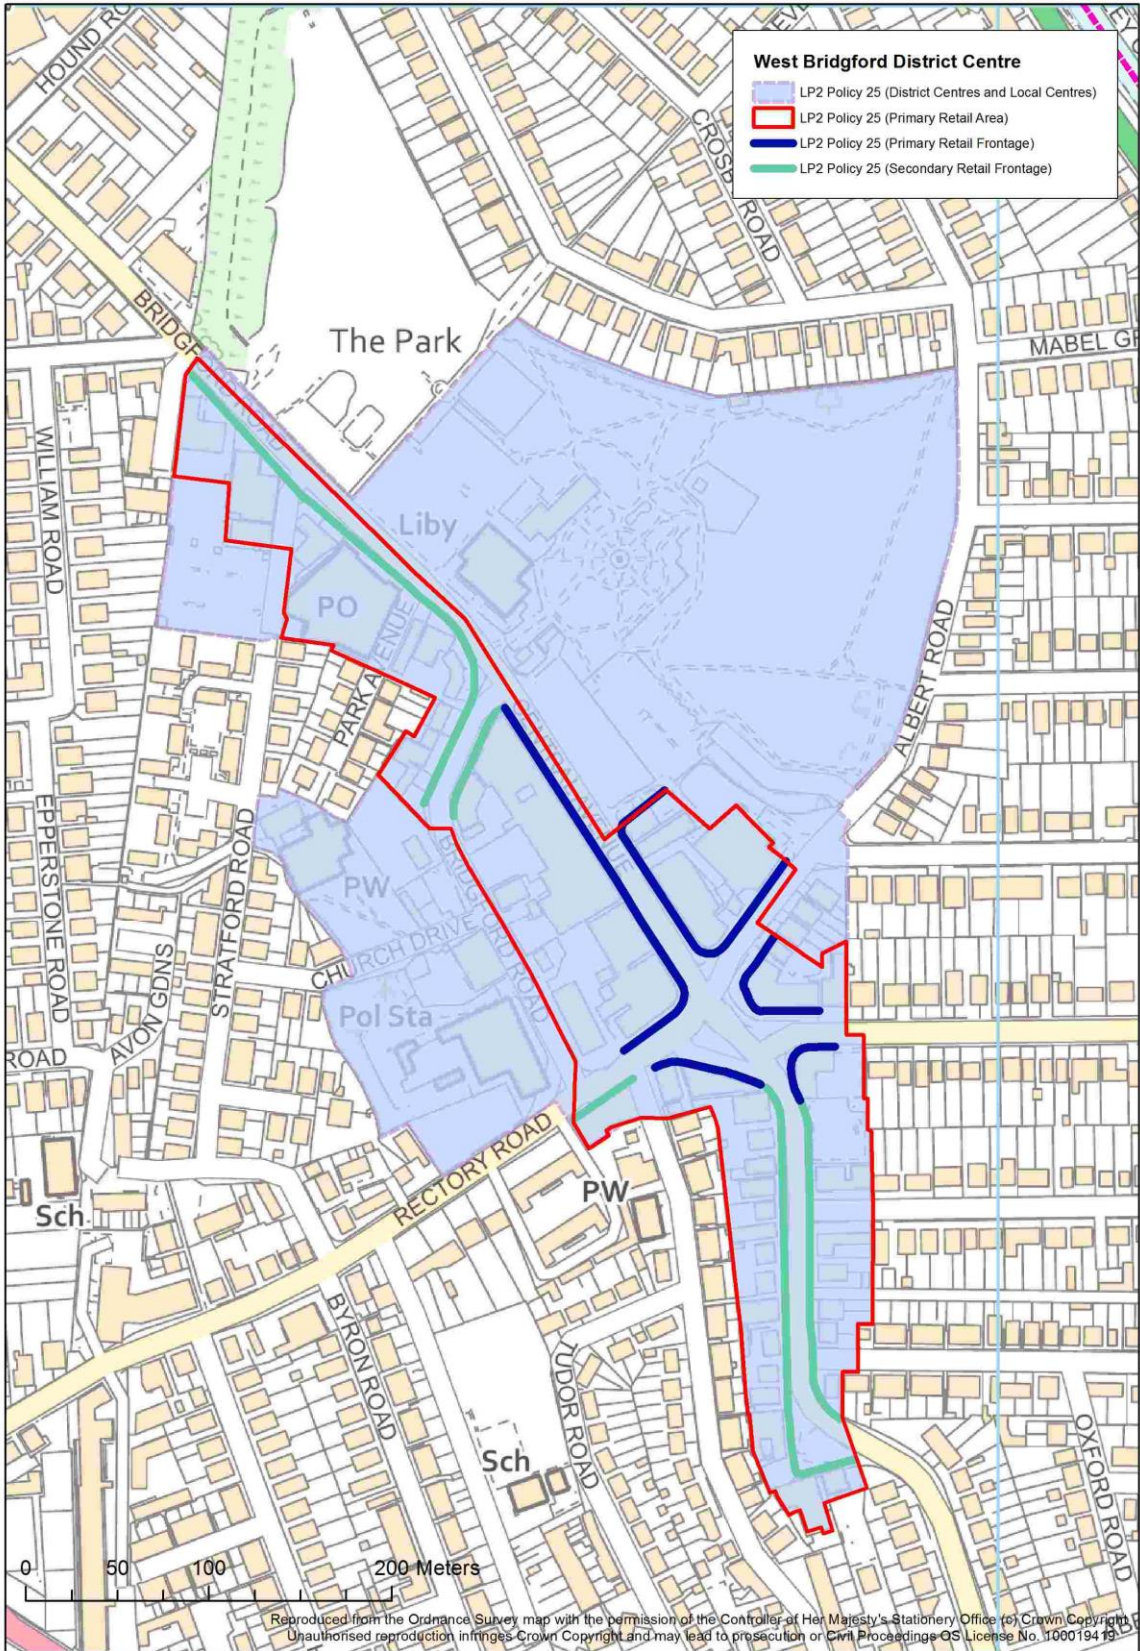 West Bridgford District Centre
LP2 Policy 25 (District Centres and Local Centres)
LP2 Policy 25 (Primary Retail Area)
LP2 Policy 25 (Primary Retail Frontage)
LP2 Policy 25 (Secondary Retail Frontage)
HOUND RO
CROSB ROAD
The Park
MABEL GR
WILLIAM ROAD
Liby
PO
PARK A ENUE
ALBERT ROAD
EPPERSTONE ROAD
STRATFORD ROAD
PW
CHURCH DRIVE
AVON GDNS
Pol Sta
ROAD
RECTORY ROAD
PW
Sch
BYRON ROAD
TUDOR ROAD
Sch
OXFORD ROAD
0 50 100 200 Meters
Reproduced from the Ordnance Survey map with the permission of the Controller of Her Majesty's Stationery Office (c) Crown Copyright
Unauthorised reproduction infringes Crown Copyright and may lead to prosecution or Civil Proceedings OS License No. 100019419